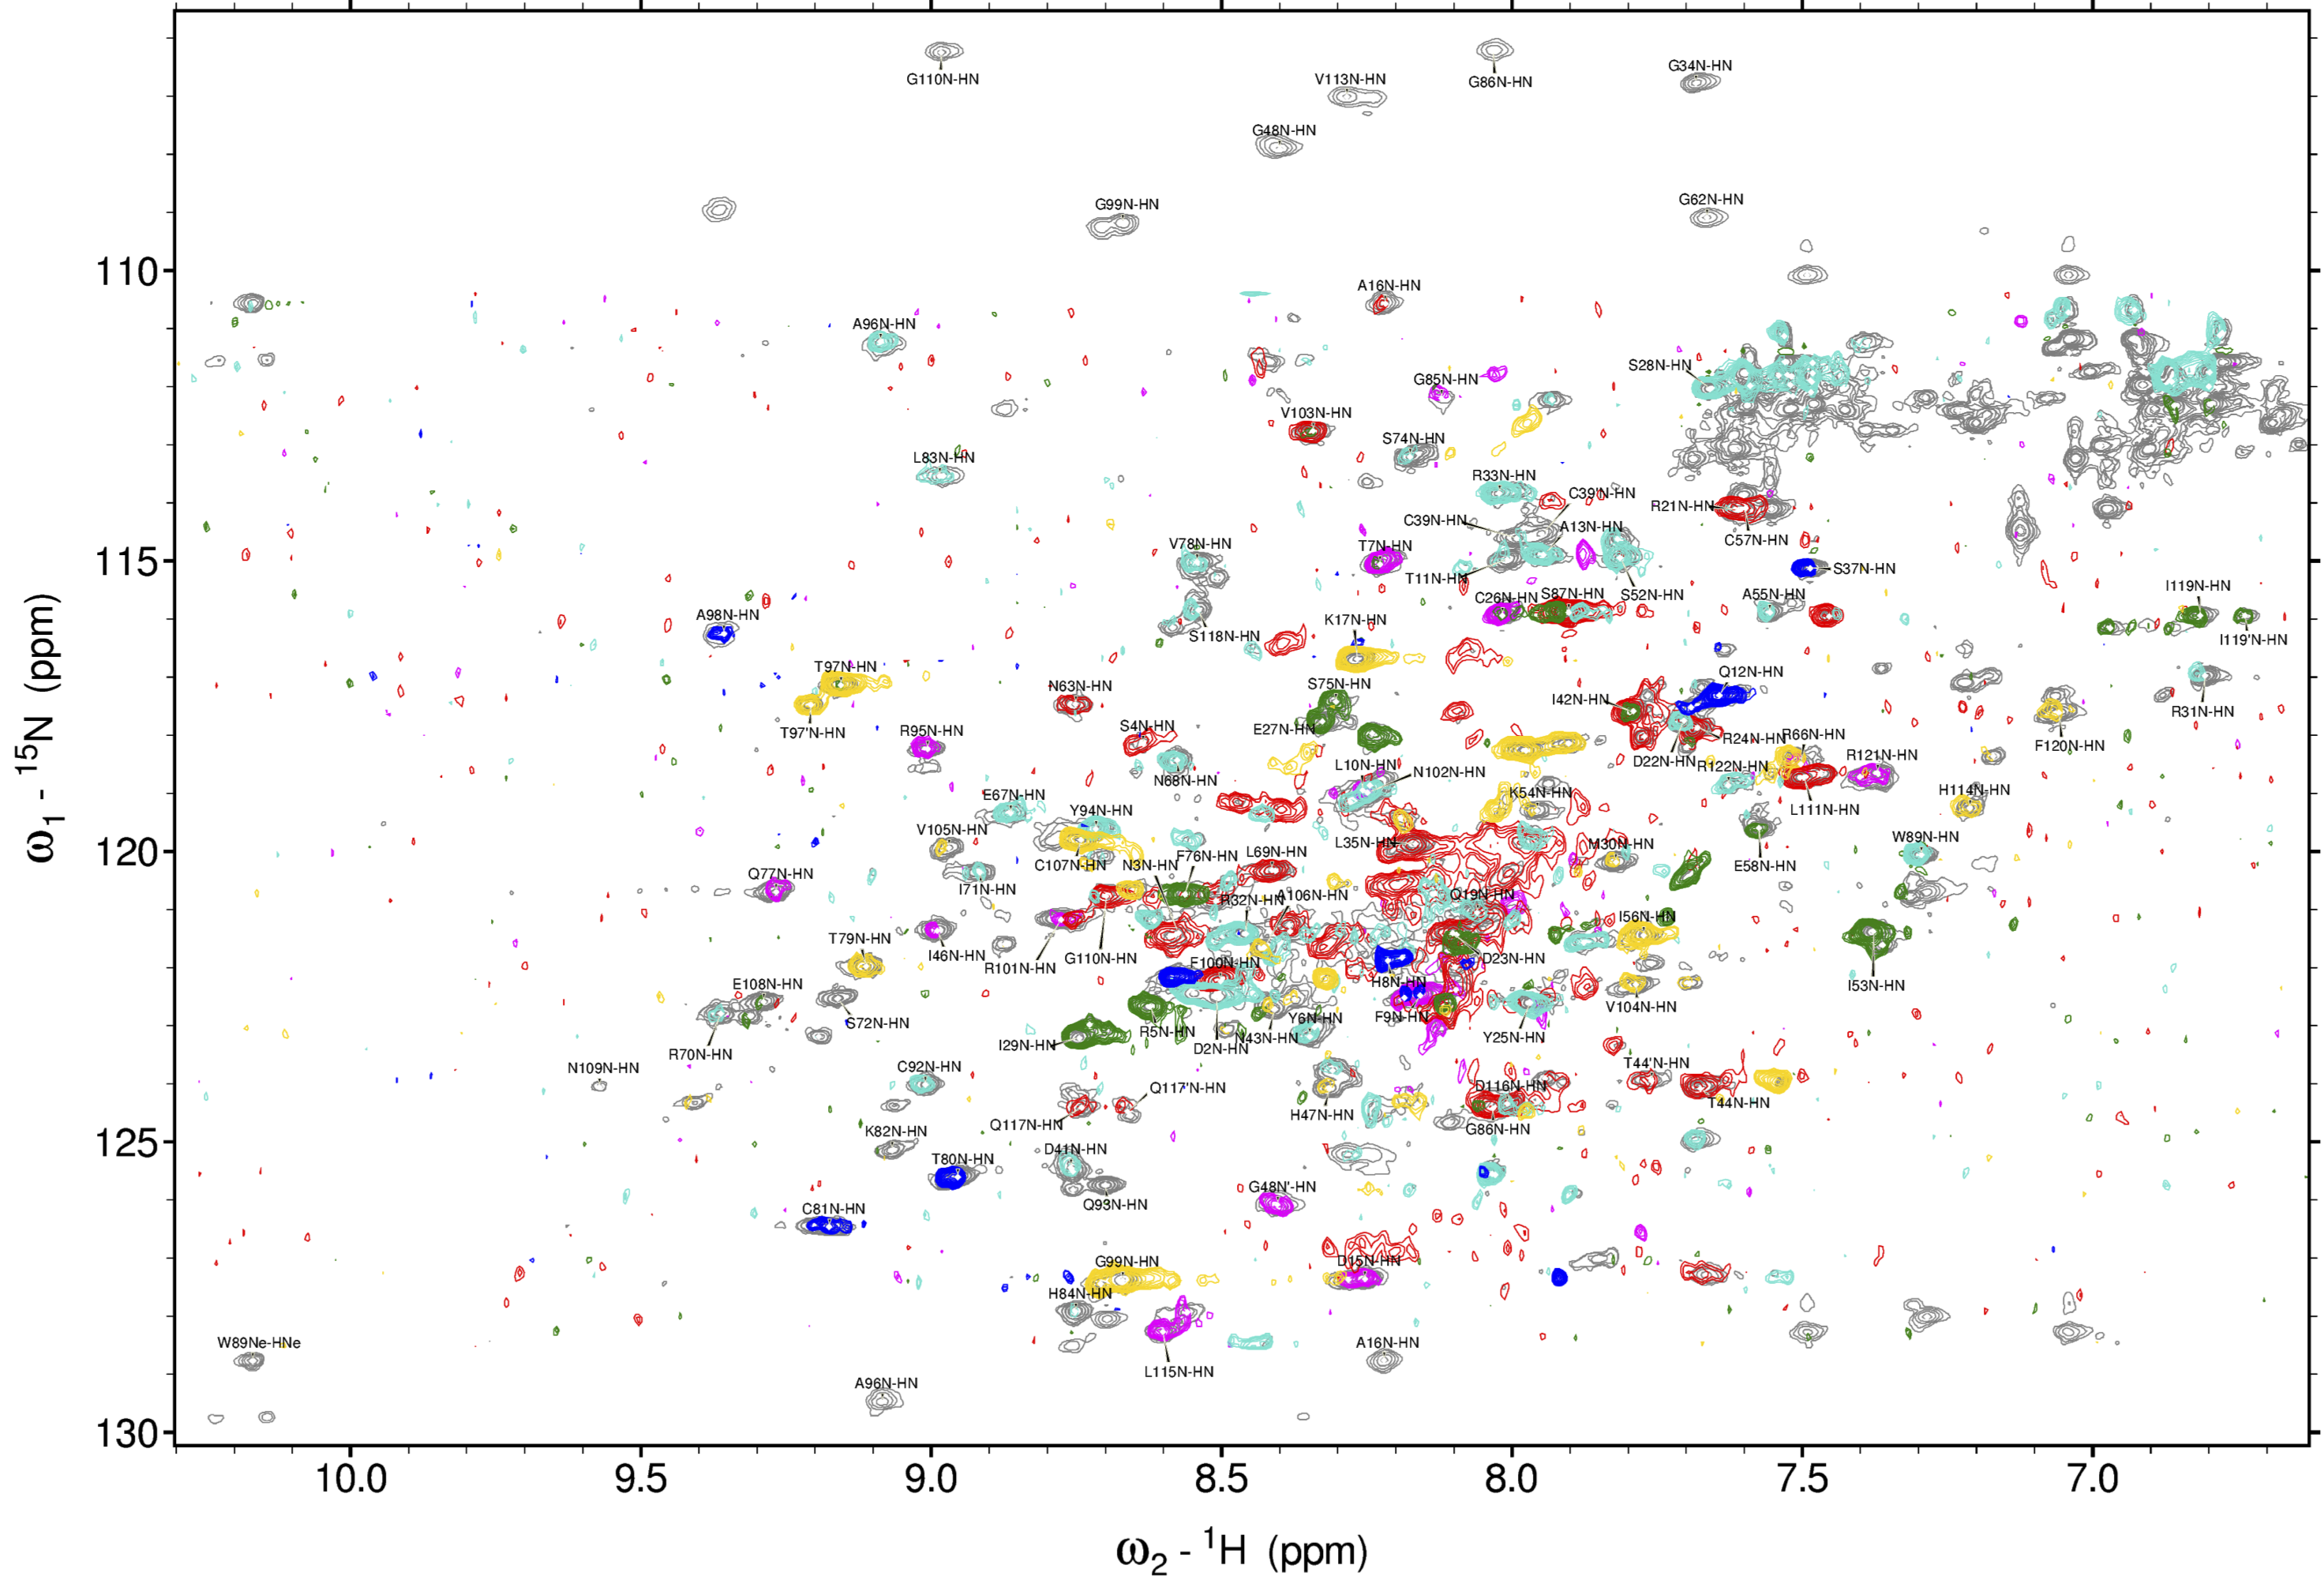 G110N-HN
G86N-HN
V113N-HN
G34N-HN
G48N-HN
G99N-HN
G62N-HN
110
A16N-HN
A96N-HN
S28N-HN
G85N-HN
V103N-HN
S74N-HN
L83N-HN
R33N-HN
C39'N-HN
R21N-HN
C39N-HN
A13N-HN
C57N-HN
V78N-HN
T7N-HN
115
T11N-HN
S37N-HN
I119N-HN
C26N-HN
S87N-HN
S52N-HN
A55N-HN
A98N-HN
K17N-HN
S118N-HN
I119'N-HN
T97N-HN
Q12N-HN
N63N-HN
S75N-HN
I42N-HN
R31N-HN
T97'N-HN
R95N-HN
S4N-HN
E27N-HN
R24N-HN
R66N-HN
F120N-HN
N68N-HN
L10N-HN
N102N-HN
D22N-HN
R122N-HN
R121N-HN
E67N-HN
Y94N-HN
K54N-HN
L111N-HN
H114N-HN
V105N-HN
120
C107N-HN
N3N-HN
F76N-HN
L69N-HN
L35N-HN
M30N-HN
W89N-HN
E58N-HN
Q77N-HN
I71N-HN
R32N-HN
A106N-HN
Q19N-HN
I56N-HN
T79N-HN
I46N-HN
R101N-HN
G110N-HN
F100N-HN
D23N-HN
H8N-HN
I53N-HN
E108N-HN
V104N-HN
S72N-HN
R5N-HN
Y6N-HN
F9N-HN
Y25N-HN
R70N-HN
I29N-HN
D2N-HN
N43N-HN
N109N-HN
C92N-HN
Q117'N-HN
T44'N-HN
D116N-HN
T44N-HN
H47N-HN
Q117N-HN
G86N-HN
125
K82N-HN
D41N-HN
T80N-HN
G48N'-HN
Q93N-HN
C81N-HN
G99N-HN
D15N-HN
H84N-HN
W89Ne-HNe
L115N-HN
A16N-HN
A96N-HN
130
10.0 9.5 9.0 8.5 8.0 7.5 7.0
ω1 - 15N (ppm)
ω2 - 1H (ppm)